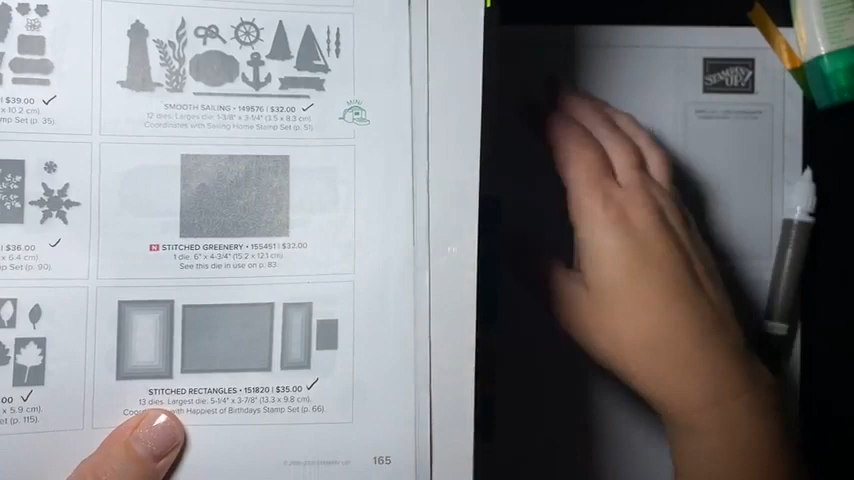 | $39.00
x 10.2 cm)
mp Set (p. 35).
SMOOTH SAILING • 149576 | $32.00
12 dies. Largest die: 1-3/8" x 3-1/4" (3.5 x 8.3 cm).
Coordinates with Sailing Home Stamp Set (p. 51).
MINI
| $36.00
x 6.4 cm)
mp Set (p. 90).
N STITCHED GREENERY • 155451 | $32.00
1 die. 6" x 4-3/4" (15.2 x 12.1 cm).
See this die in use on p. 83
00
x 5.9 cm).
et (p. 115).
STITCHED RECTANGLES • 151820 | $35.00
13 dies. Largest die: 5-1/4" x 3-7/8" (13.3 x 9.8 cm).
with Happiest of Birthdays Stamp Set (p. 66).
165
STAMPIN' UP!